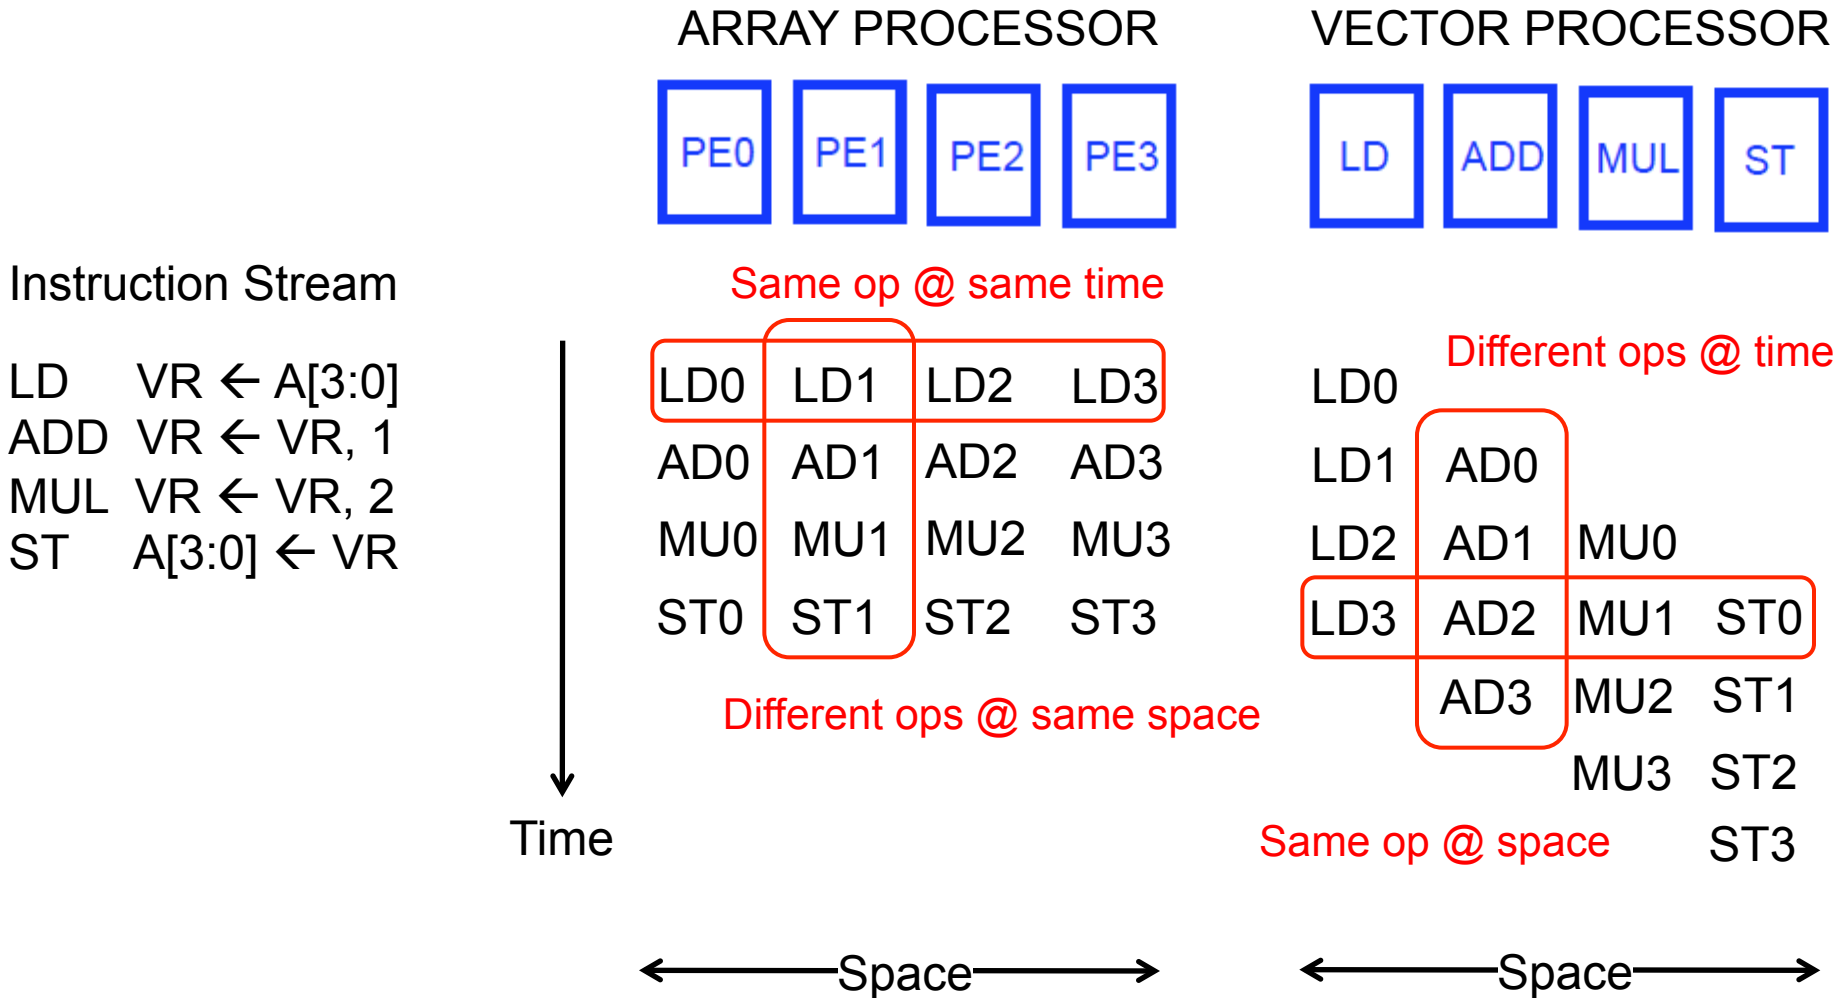 ARRAY PROCESSOR VECTOR PROCESSOR
PE0 PE1 PE2 PE3 LD ADD MUL ST
Instruction Stream
LD VR ← A[3:0]
ADD VR ← VR, 1
MUL VR ← VR, 2
ST A[3:0] ← VR
Time
Same op @ same time
LD0 LD1 LD2 LD3
AD0 AD1 AD2 AD3
MU0 MU1 MU2 MU3
ST0 ST1 ST2 ST3
Different ops @ same space
Space
Different ops @ time
LD0
LD1 AD0
LD2 AD1 MU0
LD3 AD2 MU1 ST0
AD3 MU2 ST1
MU3 ST2
Same op @ space ST3
Space